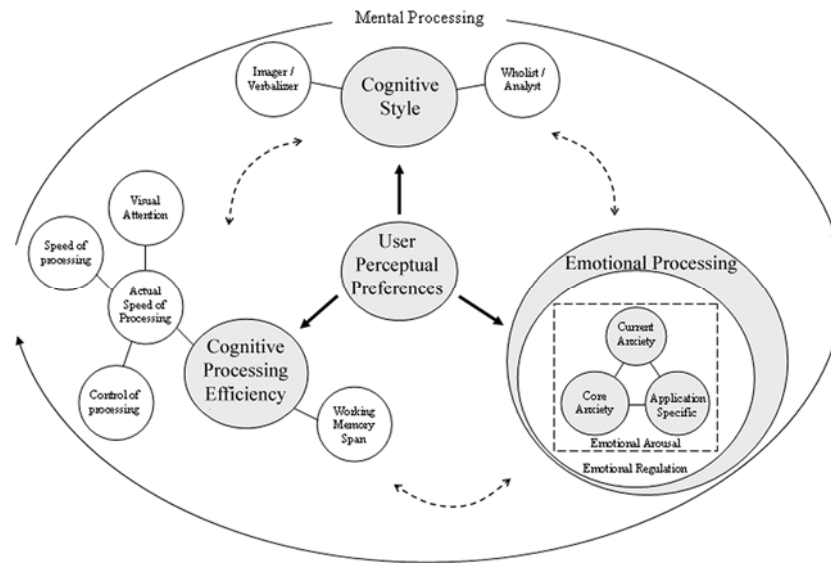 Mental Processing
Imager /
Verbalizer
Cognitive
Style
Wholist /
Analyst
Visual
Attention
Speed of
processing
Actual
Speed of
Processing
Control of
processing
User
Perceptual
Preferences
Cognitive
Processing
Efficiency
Working
Memory
Span
Emotional Processing
Current
Anxiety
Core
Anxiety
Application
Specific
Emotional Arousal
Emotional Regulation